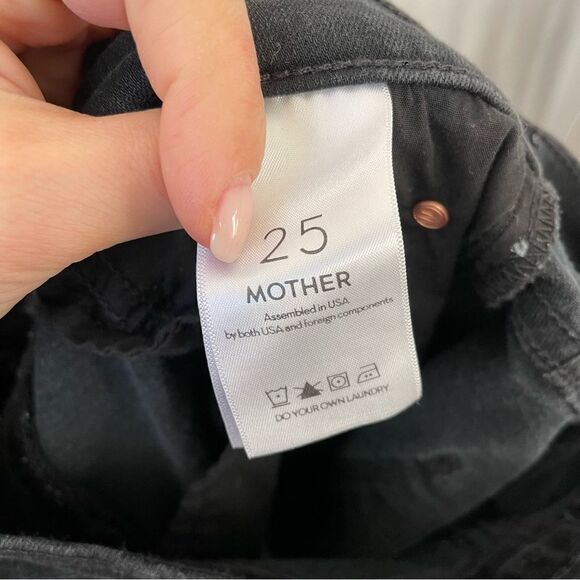 25
MOTHER
Assembled in USA
by both USA and foreign components
DO YOUR OWN LAUNDRY